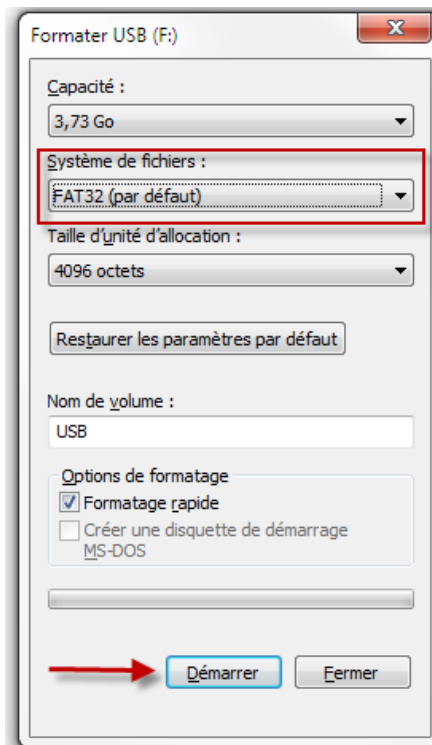 Formater USB (F:)
Capacité :
3,73 Go
Système de fichiers :
FAT32 (par défaut)
Taille d'unité d'allocation :
4096 octets
Restaurer les paramètres par défaut
Nom de volume :
USB
Options de formatage
Formatage rapide
Créer une disquette de démarrage
MS-DOS
Démarrer
Fermer